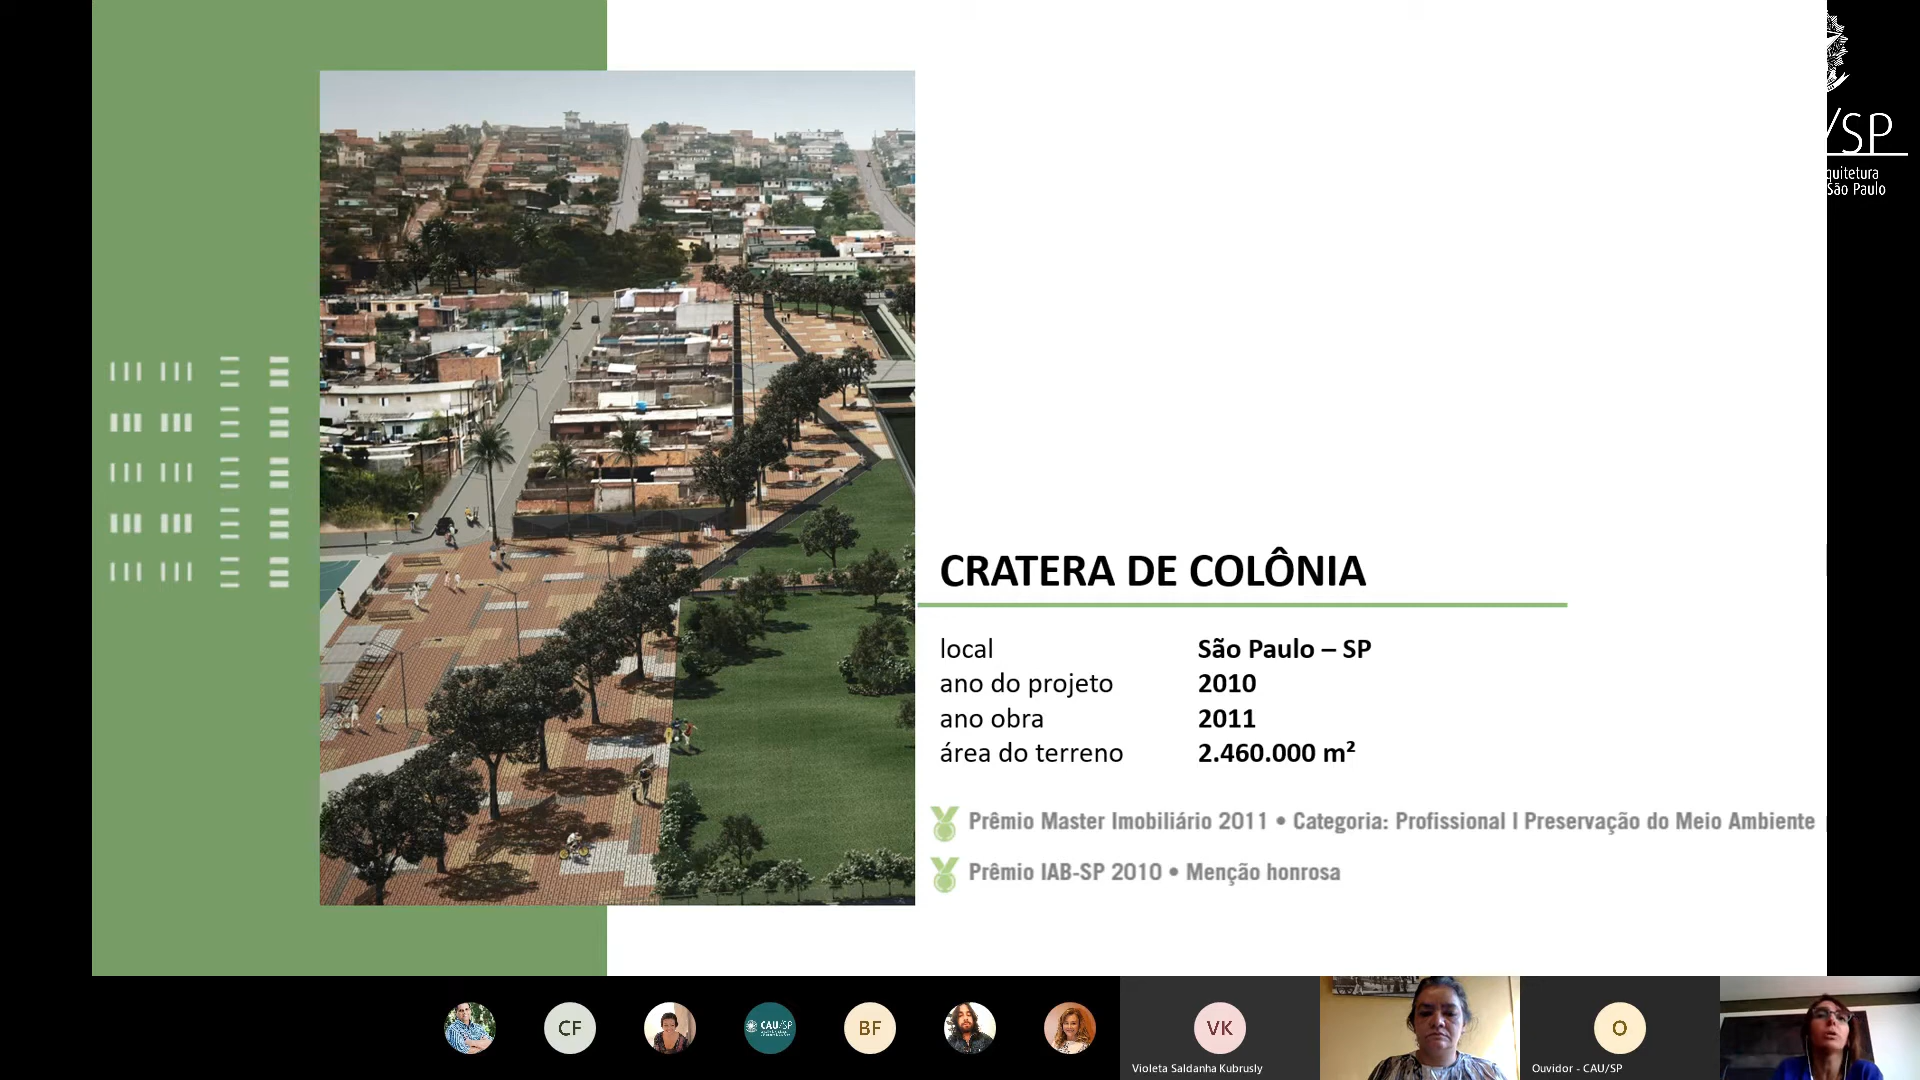 /SP
quitetura
São Paulo
CRATERA DE COLÔNIA
local São Paulo – SP
ano do projeto 2010
ano obra 2011
área do terreno 2.460.000 m²
Prêmio Master Imobiliário 2011 • Categoria: Profissional I Preservação do Meio Ambiente
Prêmio IAB-SP 2010 • Menção honrosa
CF
CAU/SP
BF
VK
O
Violeta Saldanha Kubrusly
Ouvidor - CAU/SP